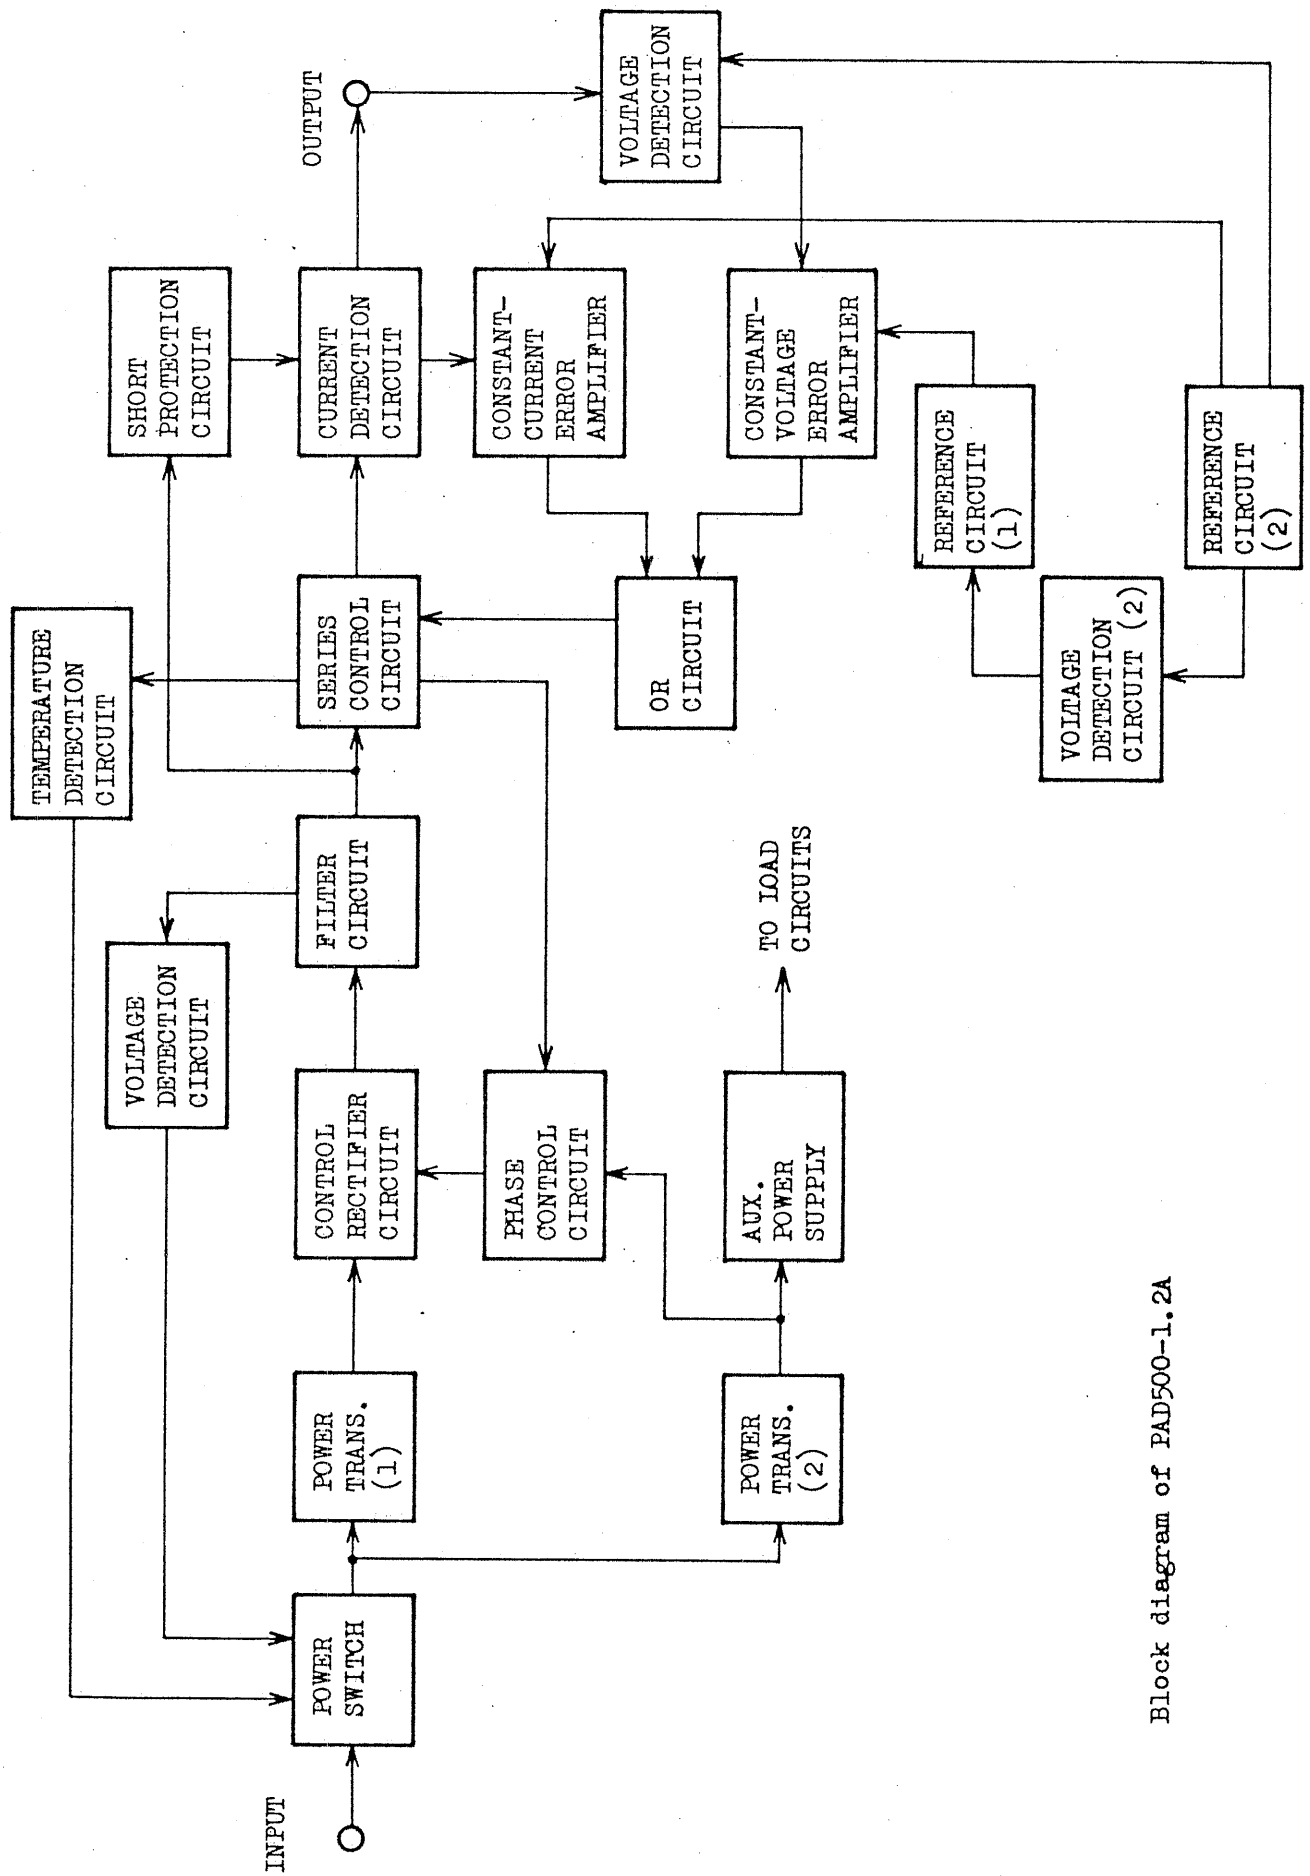 TEMPERATURE
DETECTION
CIRCUIT
VOLTAGE
DETECTION
CIRCUIT
SHORT
PROTECTION
CIRCUIT
INPUT
POWER
SWITCH
POWER
TRANS.
(1)
CONTROL
RECTIFIER
CIRCUIT
FILTER
CIRCUIT
SERIES
CONTROL
CIRCUIT
CURRENT
DETECTION
CIRCUIT
OUTPUT
PHASE
CONTROL
CIRCUIT
CONSTANT-
CURRENT
ERROR
AMPLIFIER
OR
CIRCUIT
VOLTAGE
DETECTION
CIRCUIT
POWER
TRANS.
(2)
AUX.
POWER
SUPPLY
TO LOAD
CIRCUITS
CONSTANT-
VOLTAGE
ERROR
AMPLIFIER
REFERENCE
CIRCUIT
(1)
VOLTAGE
DETECTION
CIRCUIT (2)
REFERENCE
CIRCUIT
(2)
Block diagram of PAD500-1.2A